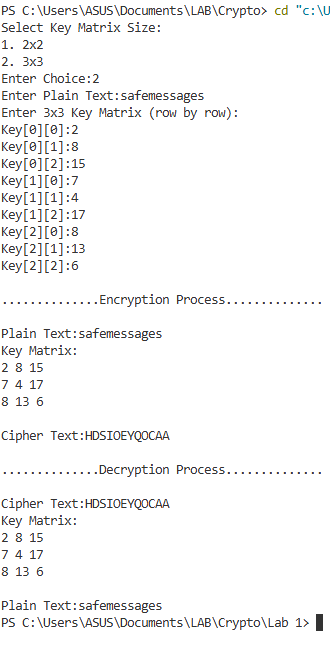 PS C:\Users\ASUS\Documents\LAB\Crypto> cd "c:\U
Select Key Matrix Size:
1. 2x2
2. 3x3
Enter Choice:2
Enter Plain Text:safemessages
Enter 3x3 Key Matrix (row by row):
Key[0][0]:2
Key[0][1]:8
Key[0][2]:15
Key[1][0]:7
Key[1][1]:4
Key[1][2]:17
Key[2][0]:8
Key[2][1]:13
Key[2][2]:6
..............Encryption Process..............
Plain Text:safemessages
Key Matrix:
2 8 15
7 4 17
8 13 6
Cipher Text:HDSIOEYQOCAA
..............Decryption Process..............
Cipher Text:HDSIOEYQOCAA
Key Matrix:
2 8 15
7 4 17
8 13 6
Plain Text:safemessages
PS C:\Users\ASUS\Documents\LAB\Crypto\Lab 1>